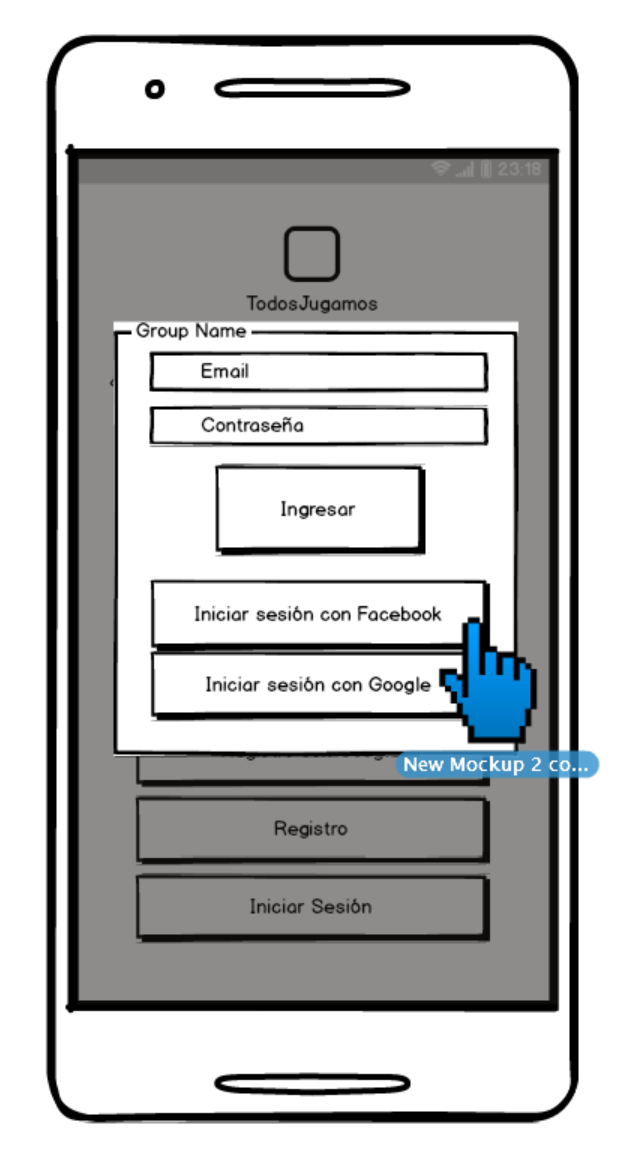 23:18
TodosJugamos
Group Name
Email
Contraseña
Ingresar
Iniciar sesión con Facebook
Iniciar sesión con Google
New Mockup 2 co...
Registro
Iniciar Sesión